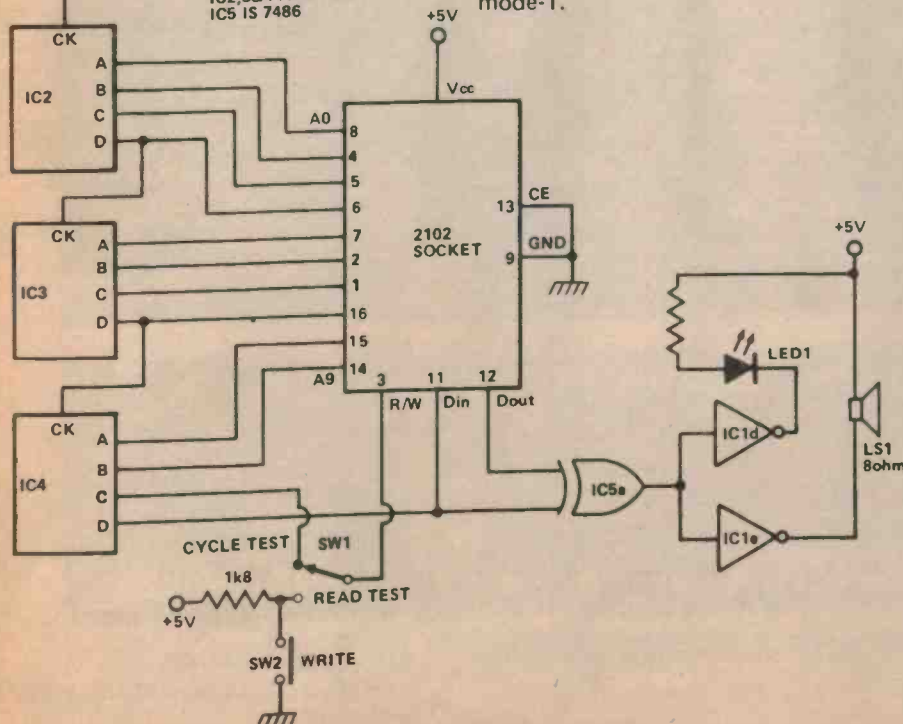 IC5 IS 7486
mode-1.
+5V
CK
A
B
C
D
IC2
Vcc
A0
8
4
5
6
7
2
1
16
15
14
A9
2102
SOCKET
13
CE
9
GND
3
11
12
R/W
Din
Dout
CK
A
B
C
D
IC3
CK
A
B
C
D
IC4
CYCLE TEST
SW1
READ TEST
1k8
+5V
SW2
WRITE
IC5a
IC1d
IC1e
LED1
+5V
LS1
8ohm